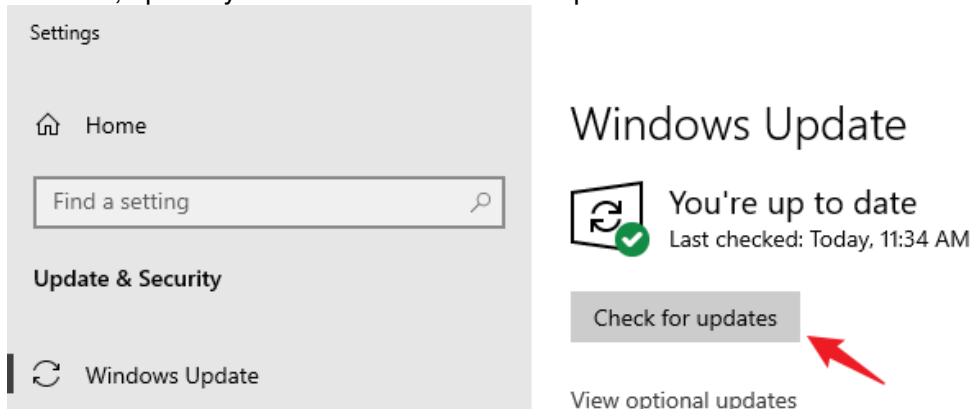 Settings
Home
Find a setting
Update & Security
Windows Update
Windows Update
You're up to date
Last checked: Today, 11:34 AM
Check for updates
View optional updates